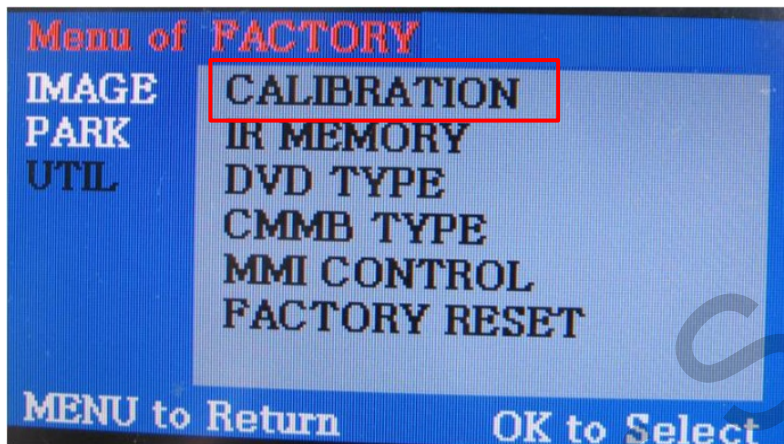 Menu of FACTORY
IMAGE
PARK
UTIL
CALIBRATION
IR MEMORY
DVD TYPE
CMMB TYPE
MMI CONTROL
FACTORY RESET
MENU to Return
OK to Select
S